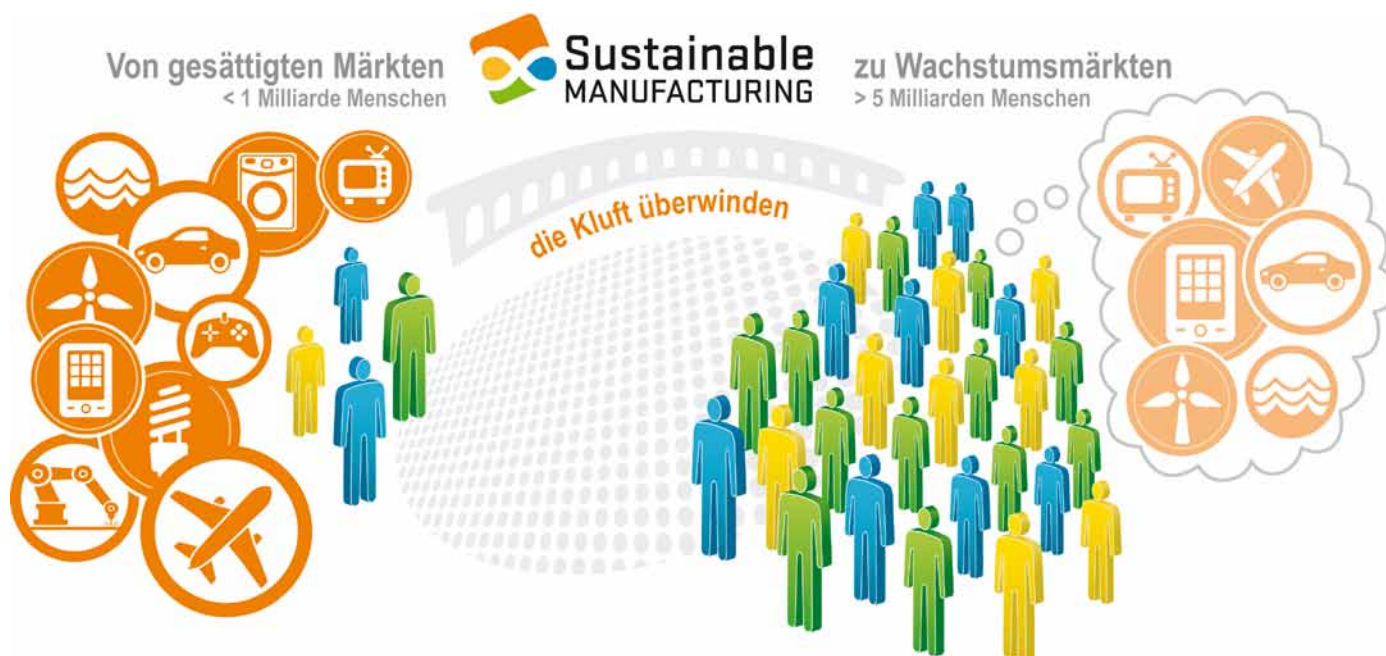 Von gesättigten Märkten
< 1 Milliarde Menschen
Sustainable
MANUFACTURING
zu Wachstumsmärkten
> 5 Milliarden Menschen
die Kluft überwinden